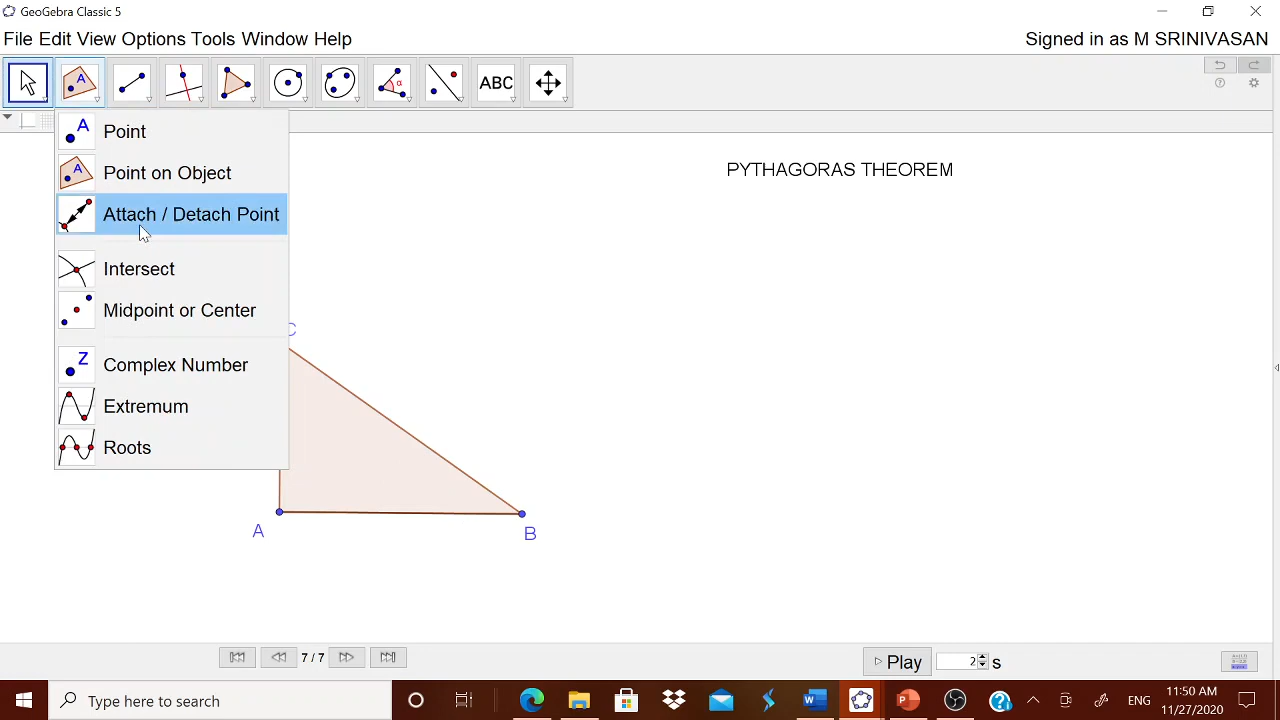 GeoGebra Classic 5
File Edit View Options Tools Window Help
Signed in as M SRINIVASAN
A
ABC
α
A Point
A Point on Object
Attach / Detach Point
Intersect
Midpoint or Center
Z Complex Number
Extremum
Roots
PYTHAGORAS THEOREM
C
A
B
7 / 7
Play
2 s
Type here to search
ENG
11:50 AM
11/27/2020